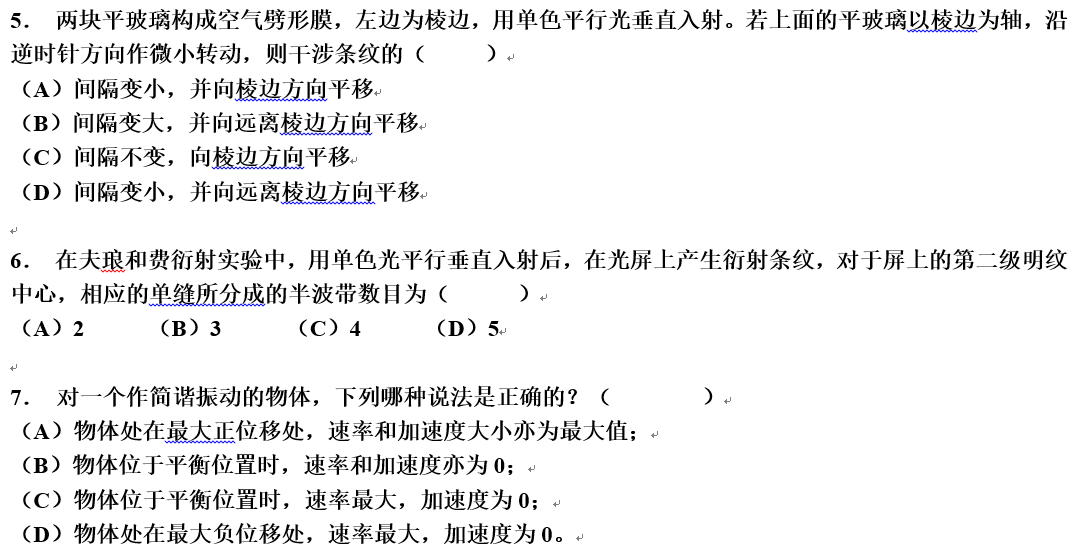 5. 两块平玻璃构成空气劈形膜，左边为棱边，用单色平行光垂直入射。若上面的平玻璃以棱边为轴，沿
逆时针方向作微小转动，则干涉条纹的（　　）
（A）间隔变小，并向棱边方向平移
（B）间隔变大，并向远离棱边方向平移
（C）间隔不变，向棱边方向平移
（D）间隔变小，并向远离棱边方向平移
6. 在夫琅和费衍射实验中，用单色光平行垂直入射后，在光屏上产生衍射条纹，对于屏上的第二级明纹
中心，相应的单缝所分成的半波带数目为（　　）
（A）2　（B）3　（C）4　（D）5
7. 对一个作简谐振动的物体，下列哪种说法是正确的？（　　）
（A）物体处在最大正位移处，速率和加速度大小亦为最大值；
（B）物体位于平衡位置时，速率和加速度亦为 0；
（C）物体位于平衡位置时，速率最大，加速度为 0；
（D）物体处在最大负位移处，速率最大，加速度为 0。